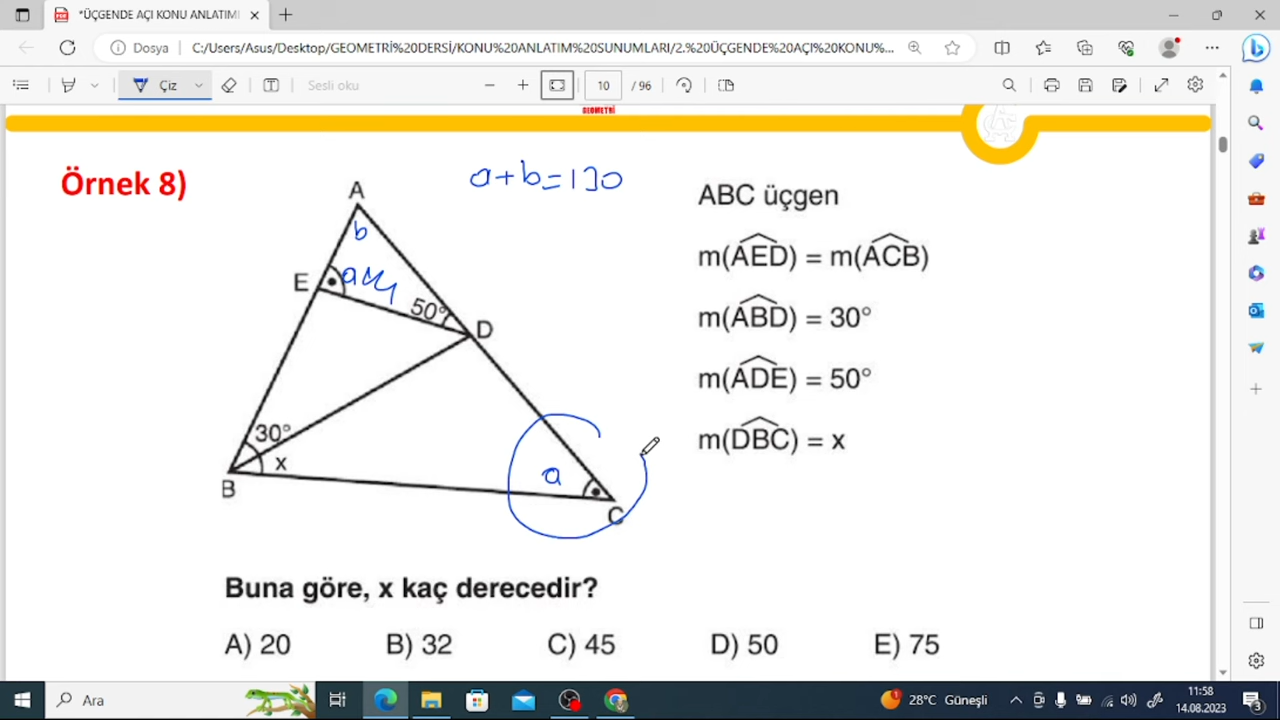 *ÜÇGENDE AÇI KONU ANLATIMI
Dosya C:/Users/Asus/Desktop/GEOMETRİ%20DERSİ/KONU%20ANLATIM%20SUNUMLARI/2.%20ÜÇGENDE%20AÇI%20KONU%...
Çiz Sesli oku 10 / 96
GEOMETRİ
Örnek 8)
a+b=130
A
b
E
a
50°
D
30°
x
B
a
C
ABC üçgen
m(AED) = m(ACB)
m(ABD) = 30°
m(ADE) = 50°
m(DBC) = x
Buna göre, x kaç derecedir?
A) 20 B) 32 C) 45 D) 50 E) 75
Ara
28°C Güneşli
11:58
14.08.2023
3